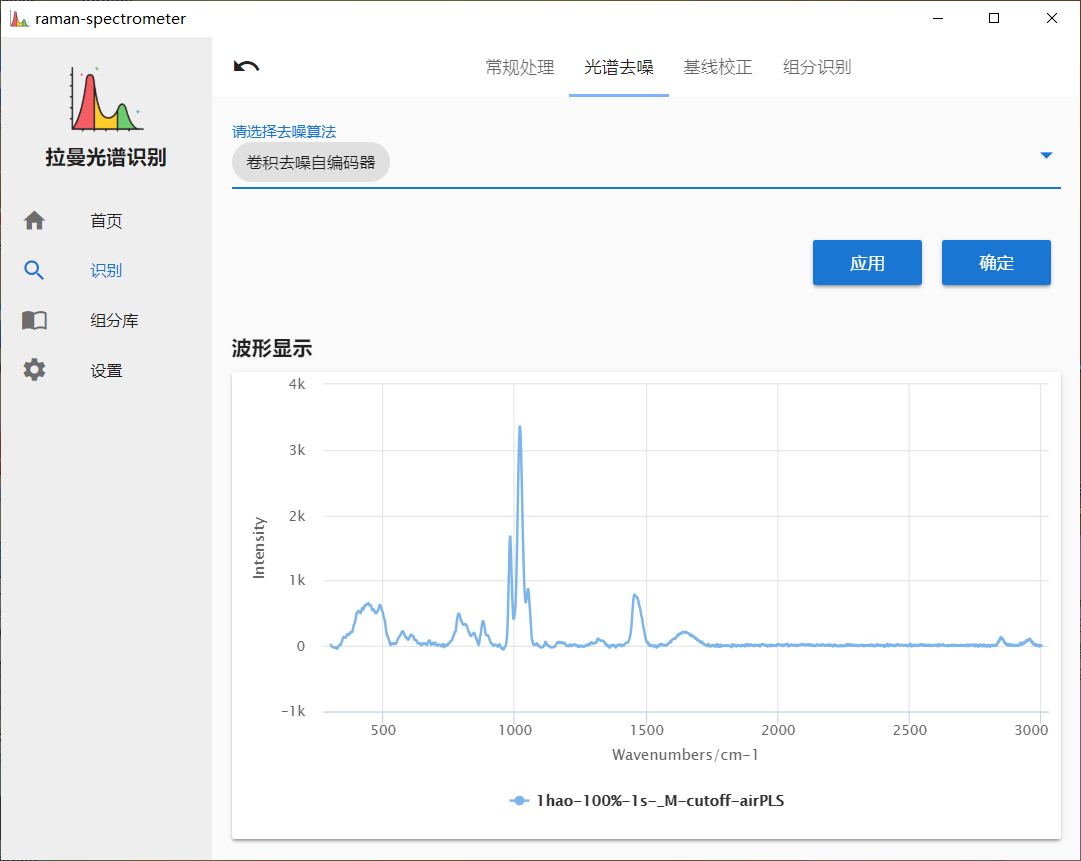 raman-spectrometer
拉曼光谱识别
首页
识别
组分库
设置
常规处理 光谱去噪 基线校正 组分识别
请选择去噪算法
卷积去噪自编码器
应用 确定
波形显示
4k
3k
2k
1k
0
-1k
Intensity
500 1000 1500 2000 2500 3000
Wavenumbers/cm-1
1hao-100%-1s-_M-cutoff-airPLS